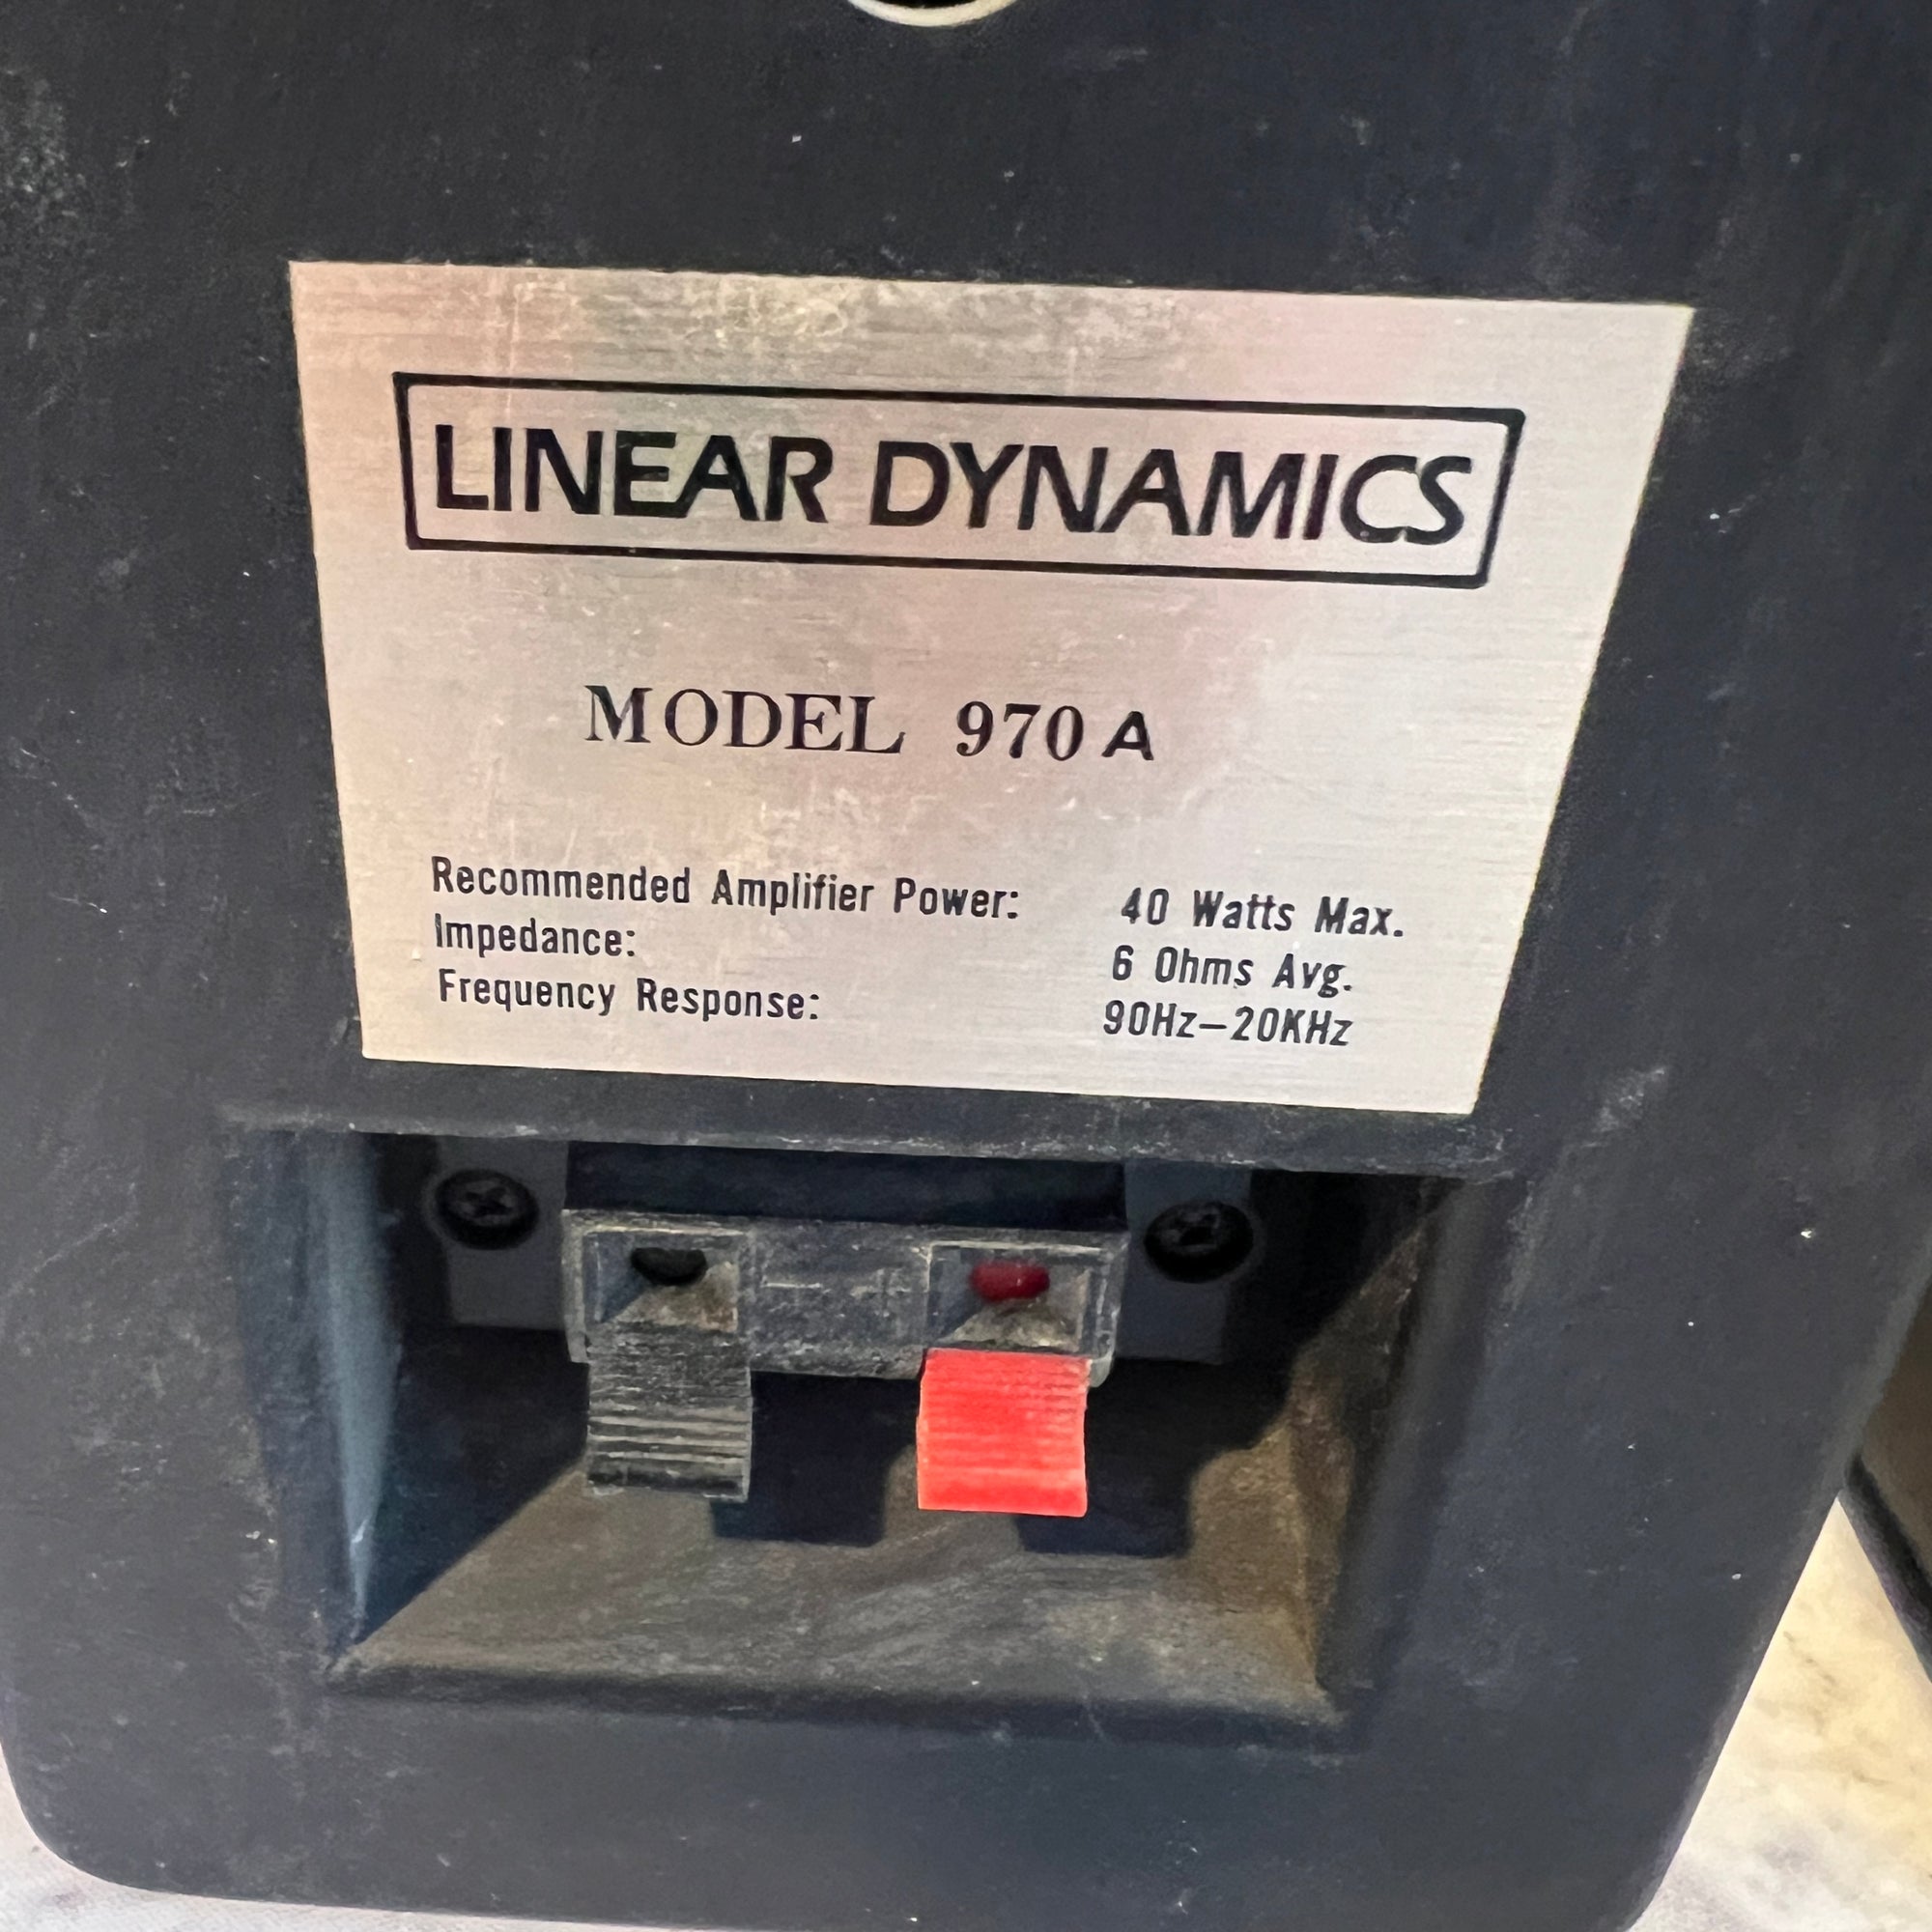 LINEAR DYNAMICS
MODEL 970 A
Recommended Amplifier Power: 40 Watts Max.
Impedance: 6 Ohms Avg.
Frequency Response: 90Hz–20KHz